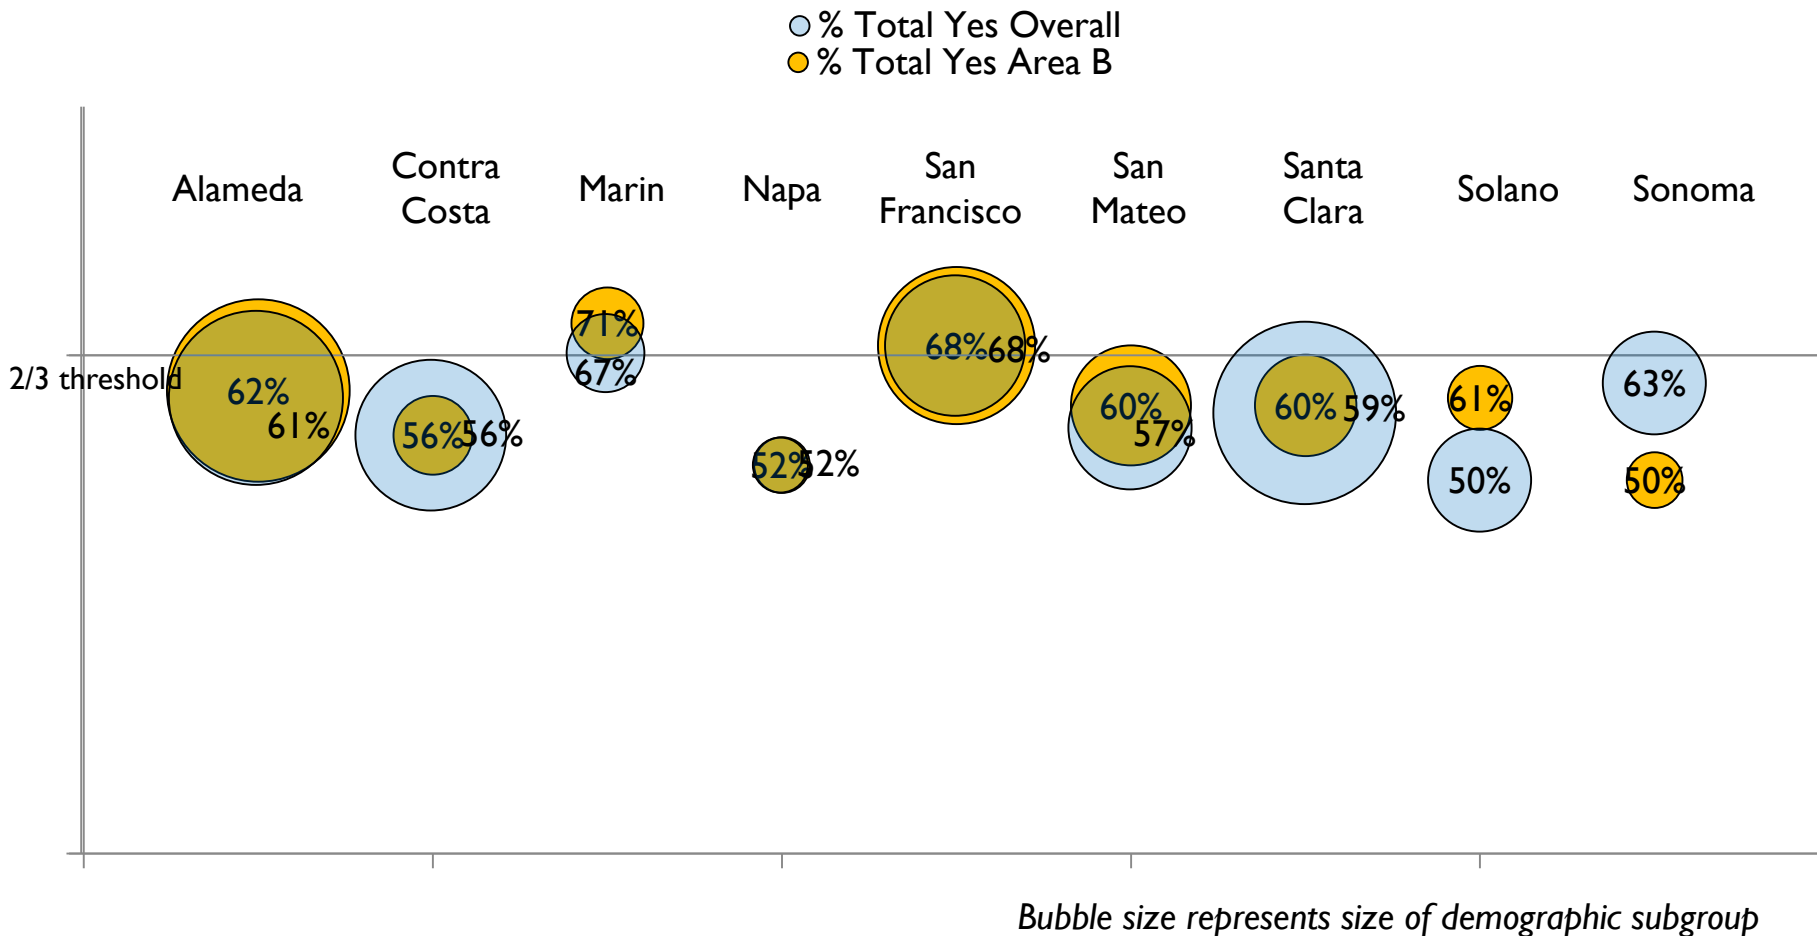 % Total Yes Overall
% Total Yes Area B
Alameda
Contra
Costa
Marin
Napa
San
Francisco
San
Mateo
Santa
Clara
Solano
Sonoma
2/3 threshold
62%
61%
56%
56%
71%
67%
52%
52%
68%
68%
60%
57%
60%
59%
61%
50%
63%
50%
Bubble size represents size of demographic subgroup